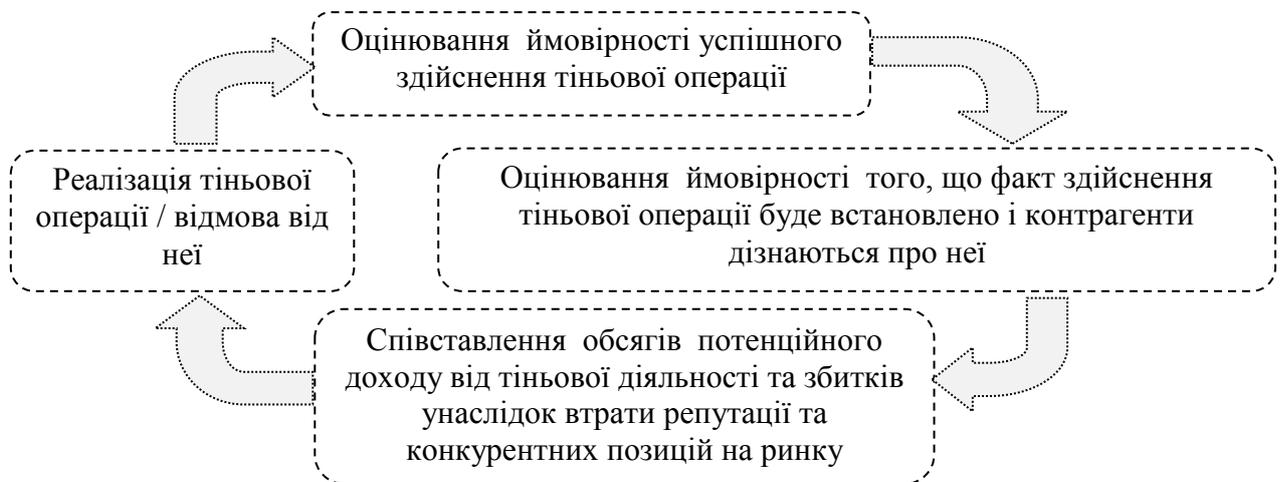 Оцінювання ймовірності успішного
здійснення тіньової операції
Реалізація тіньової
операції / відмова від
неї
Оцінювання ймовірності того, що факт здійснення
тіньової операції буде встановлено і контрагенти
дізнаються про неї
Співставлення обсягів потенційного
доходу від тіньової діяльності та збитків
унаслідок втрати репутації та
конкурентних позицій на ринку